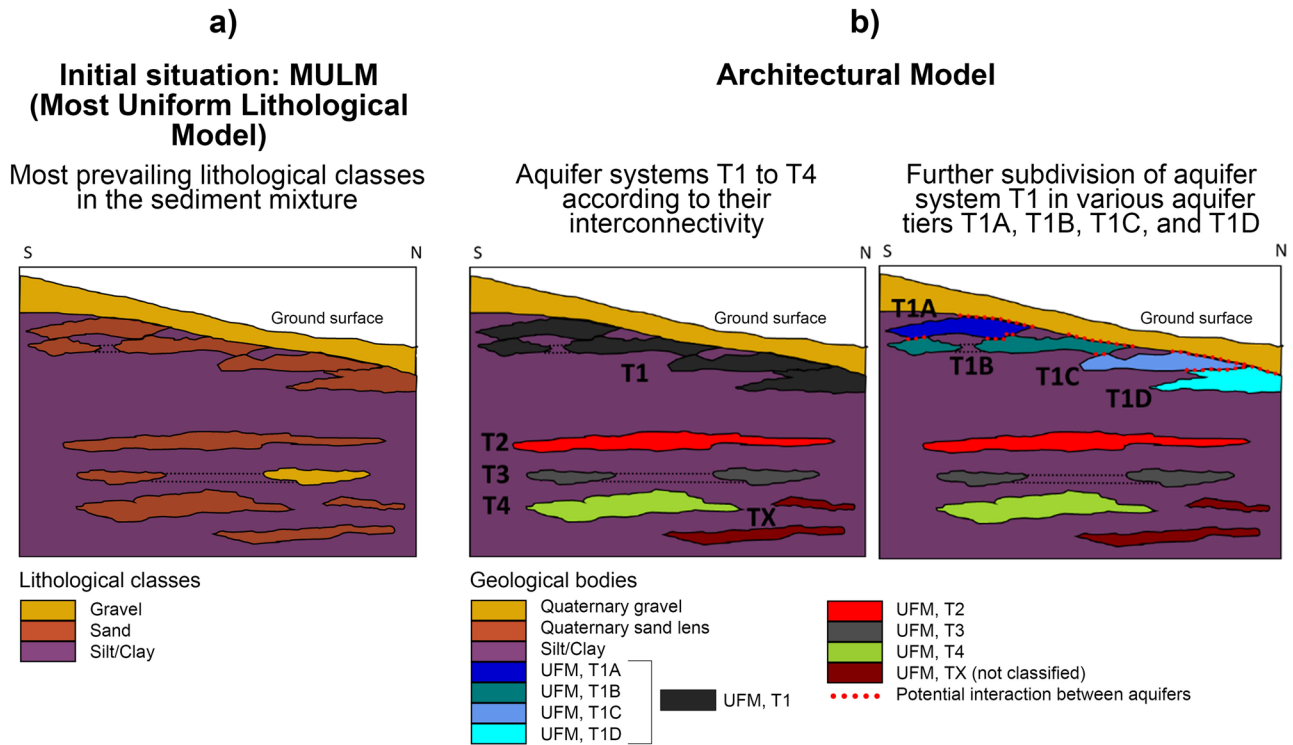 a)
Initial situation: MULM
(Most Uniform Lithological
Model)
Most prevailing lithological classes
in the sediment mixture
S
N
Ground surface
Lithological classes
Gravel
Sand
Silt/Clay
b)
Architectural Model
Aquifer systems T1 to T4
according to their
interconnectivity
S
N
Ground surface
T1
T2
T3
T4
TX
Further subdivision of aquifer
system T1 in various aquifer
tiers T1A, T1B, T1C, and T1D
S
N
T1A
Ground surface
T1B
T1C
T1D
Geological bodies
Quaternary gravel
Quaternary sand lens
Silt/Clay
UFM, T1A
UFM, T1B
UFM, T1C
UFM, T1D
UFM, T1
UFM, T2
UFM, T3
UFM, T4
UFM, TX (not classified)
Potential interaction between aquifers